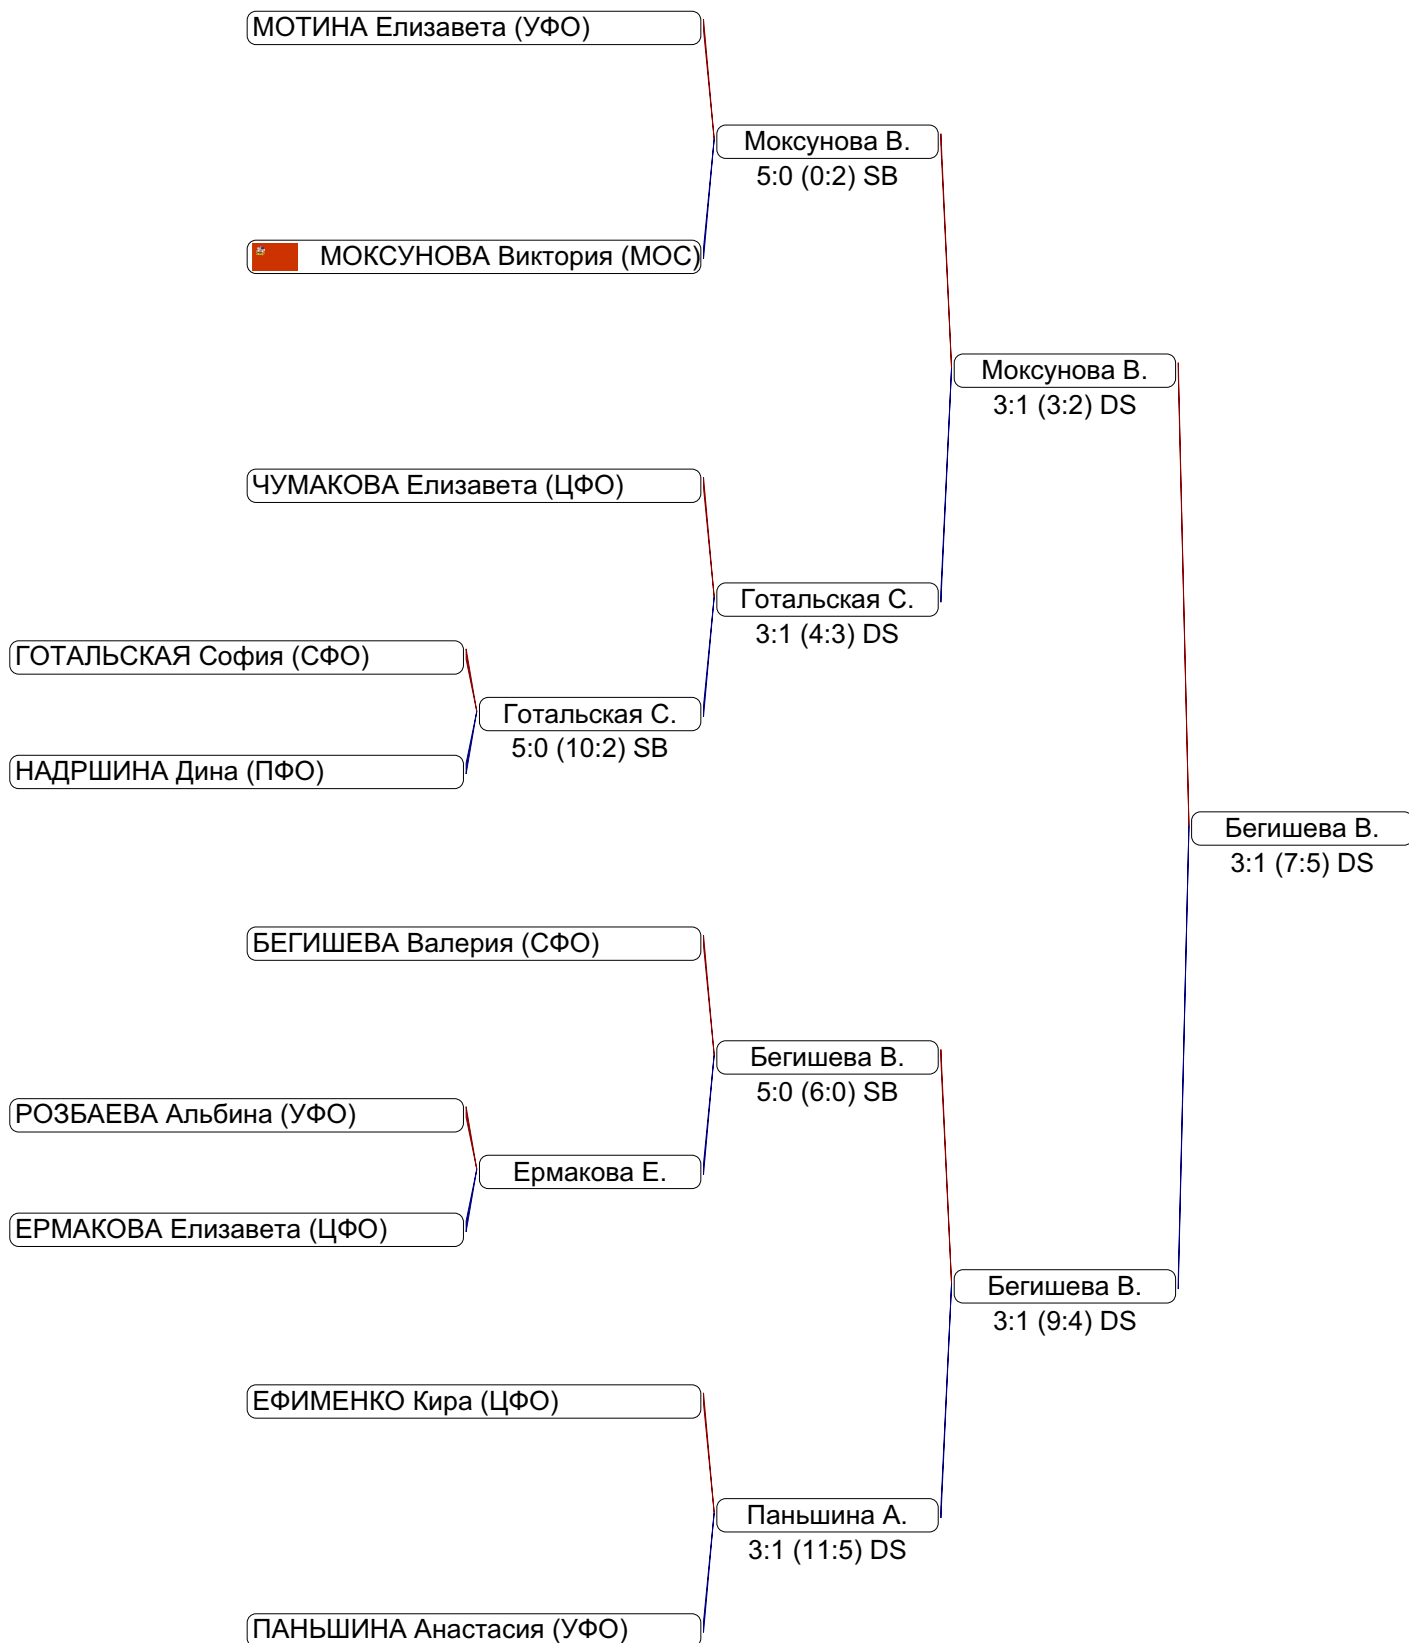 МОТИНА Елизавета (УФО)
Моксунова В.
5:0 (0:2) SB
МОКСУНОВА Виктория (МОС)
Моксунова В.
3:1 (3:2) DS
ЧУМАКОВА Елизавета (ЦФО)
Готальская С.
3:1 (4:3) DS
ГОТАЛЬСКАЯ София (СФО)
Готальская С.
5:0 (10:2) SB
НАДРШИНА Дина (ПФО)
Бегишева В.
3:1 (7:5) DS
БЕГИШЕВА Валерия (СФО)
Бегишева В.
5:0 (6:0) SB
РОЗБАЕВА Альбина (УФО)
Ермакова Е.
ЕРМАКОВА Елизавета (ЦФО)
Бегишева В.
3:1 (9:4) DS
ЕФИМЕНКО Кира (ЦФО)
Паньшина А.
3:1 (11:5) DS
ПАНЬШИНА Анастасия (УФО)